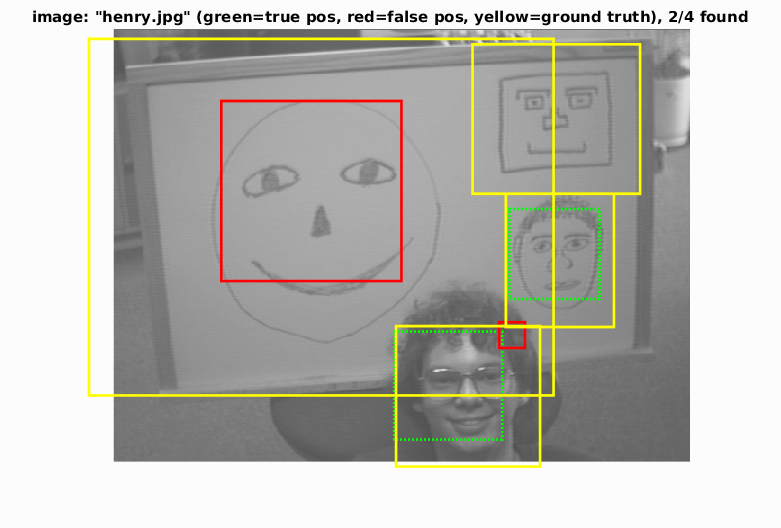 image: "henry.jpg" (green=true pos, red=false pos, yellow=ground truth), 2/4 found